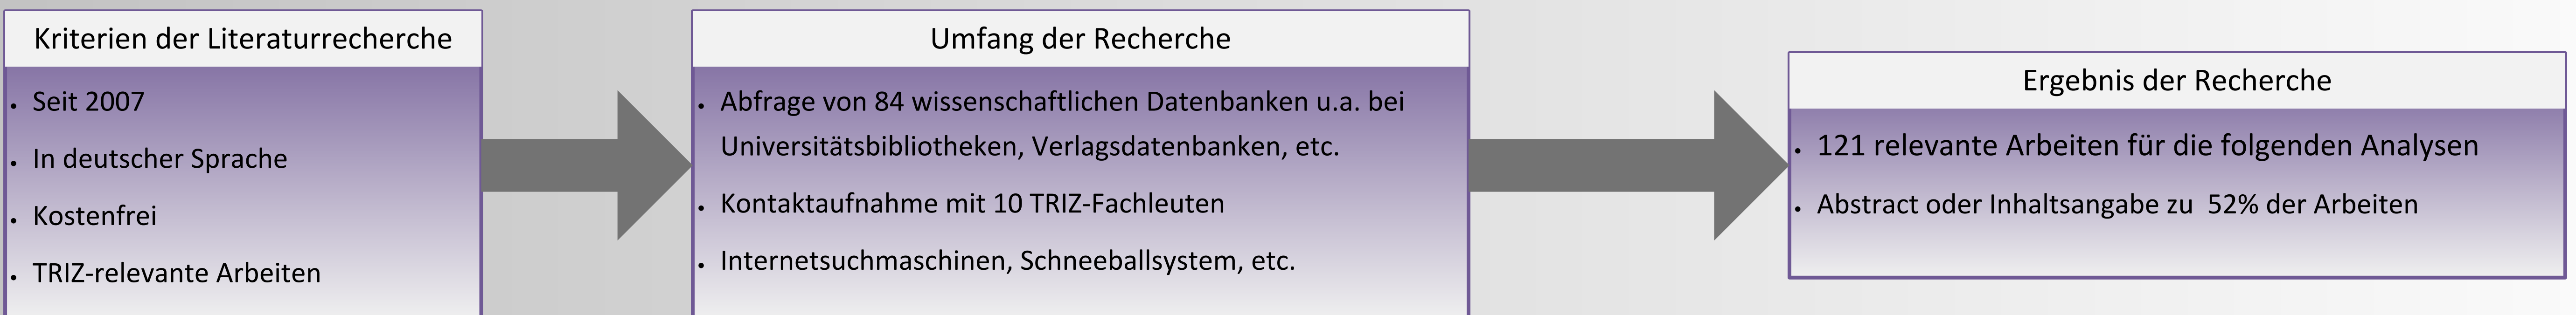 Kriterien der Literaturrecherche
• Seit 2007
• In deutscher Sprache
• Kostenfrei
• TRIZ-relevante Arbeiten
Umfang der Recherche
• Abfrage von 84 wissenschaftlichen Datenbanken u.a. bei
Universitätsbibliotheken, Verlagsdatenbanken, etc.
• Kontaktaufnahme mit 10 TRIZ-Fachleuten
• Internetsuchmaschinen, Schneeballsystem, etc.
Ergebnis der Recherche
• 121 relevante Arbeiten für die folgenden Analysen
• Abstract oder Inhaltsangabe zu  52% der Arbeiten